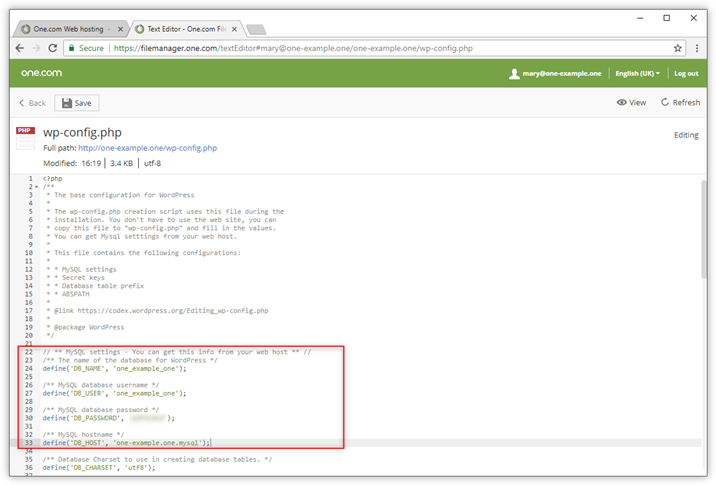 One.com Web hosting -
Text Editor - One.com Fil
Secure https://filemanager.one.com/textEditor#mary@one-example.one/one-example.one/wp-config.php
one.com
mary@one-example.one English (UK) Log out
Back Save View Refresh
PHP
wp-config.php
Editing
Full path: http://one-example.one/wp-config.php
Modified: 16:19 3.4 KB utf-8
1 <?php
2 /**
3 * The base configuration for WordPress
4 *
5 * The wp-config.php creation script uses this file during the
6 * installation. You don't have to use the web site, you can
7 * copy this file to "wp-config.php" and fill in the values.
8 * You can get Mysql setttings from your web host.
9 *
10 * This file contains the following configurations:
11 *
12 * * MySQL settings
13 * * Secret keys
14 * * Database table prefix
15 * * ABSPATH
16 *
17 * @link https://codex.wordpress.org/Editing_wp-config.php
18 *
19 * @package WordPress
20 */
21
22 // ** MySQL settings - You can get this info from your web host ** //
23 /** The name of the database for WordPress */
24 define('DB_NAME', 'one_example_one');
25
26 /** MySQL database username */
27 define('DB_USER', 'one_example_one');
28
29 /** MySQL database password */
30 define('DB_PASSWORD', ' ');
31
32 /** MySQL hostname */
33 define('DB_HOST', 'one-example.one.mysql');
34
35 /** Database Charset to use in creating database tables. */
36 define('DB_CHARSET', 'utf8');
37